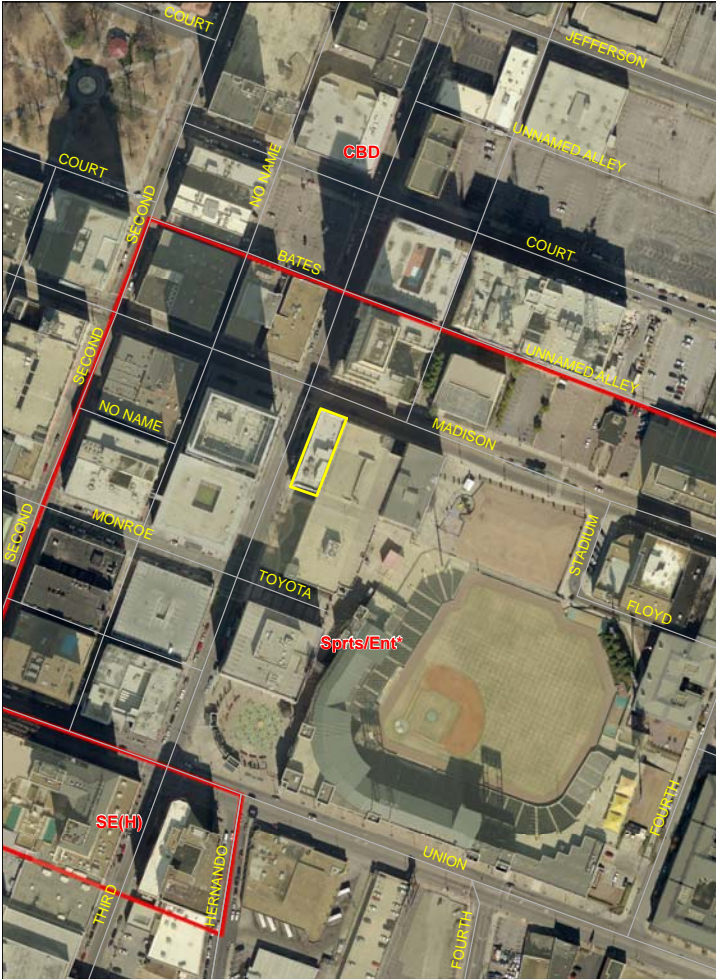 COURT
JEFFERSON
UNNAMED ALLEY
CBD
COURT
NO NAME
SECOND
COURT
BATES
SECOND
UNNAMED ALLEY
NO NAME
MADISON
SECOND
MONROE
STADIUM
TOYOTA
FLOYD
Sprts/Ent*
SE(H)
FOURTH
UNION
HERNANDO
THIRD
FOURTH